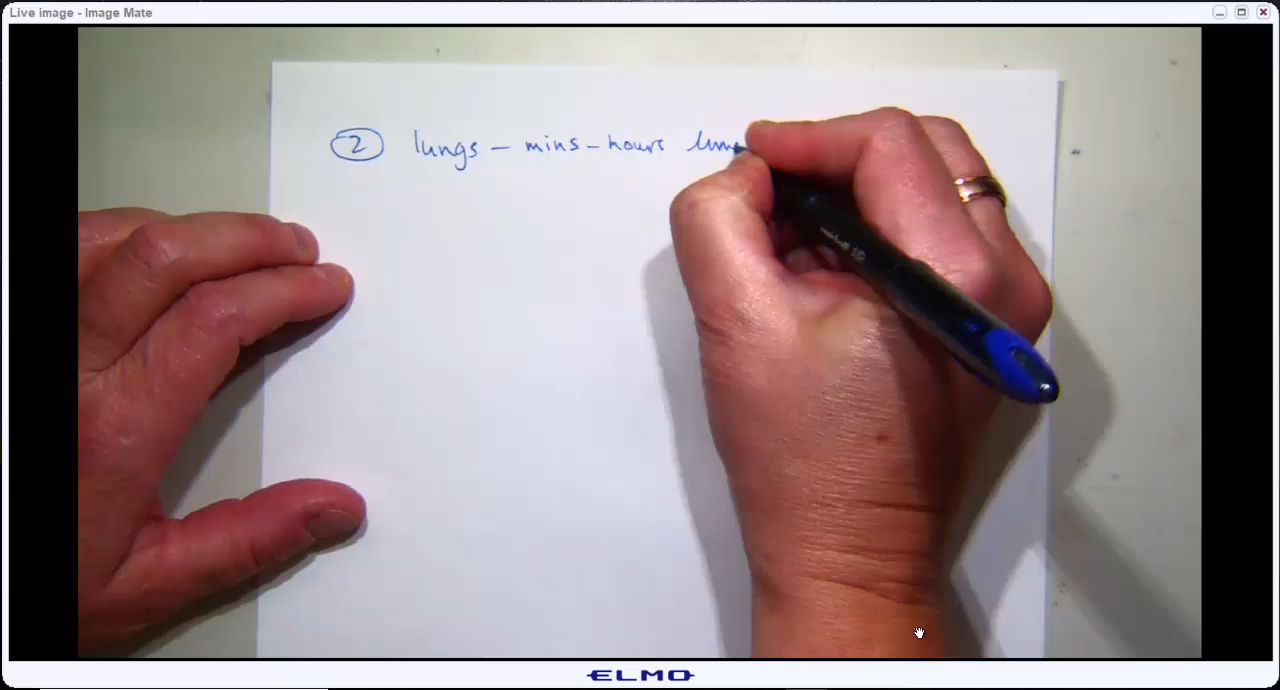 Live image - Image Mate
② lungs – mins – hours
ELMO